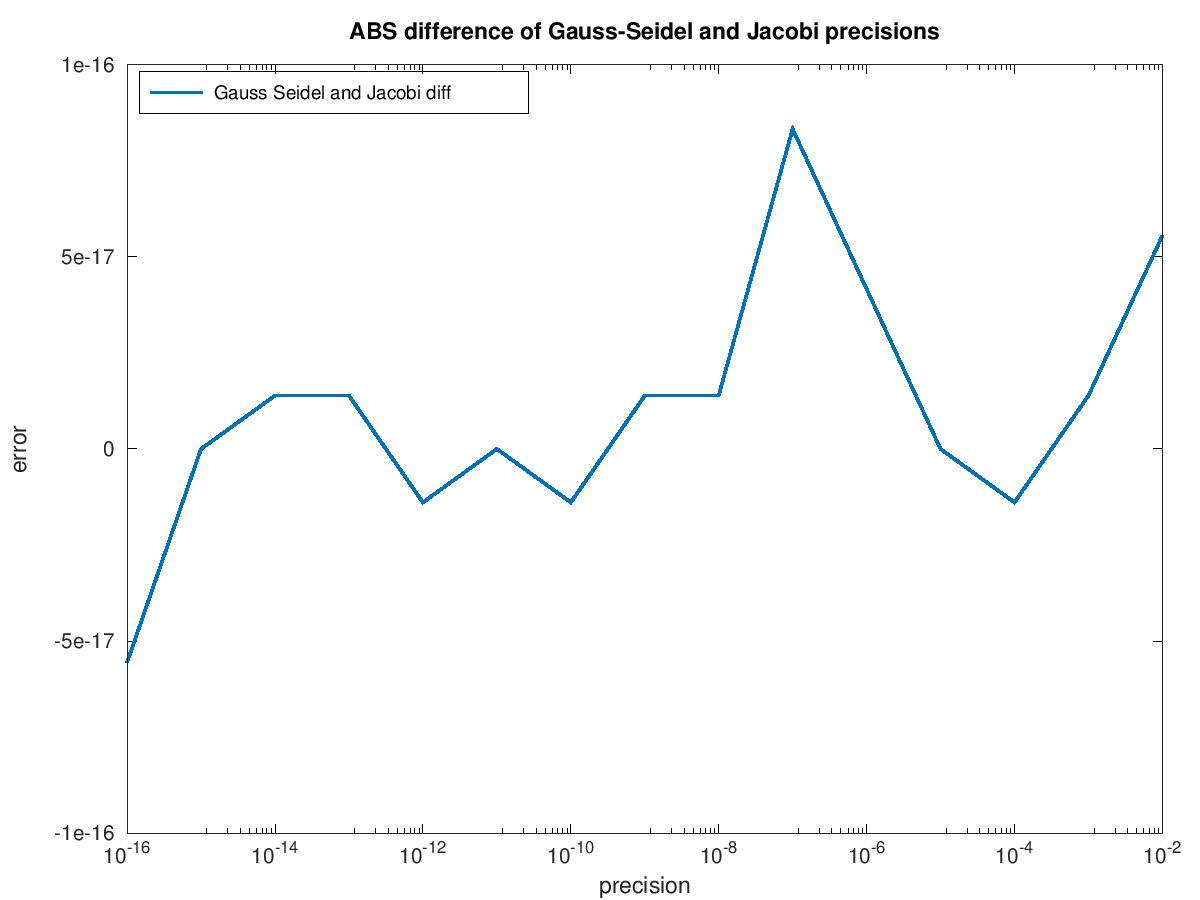 ABS difference of Gauss-Seidel and Jacobi precisions
1e-16
Gauss Seidel and Jacobi diff
5e-17
0
error
-5e-17
-1e-16
10-16 10-14 10-12 10-10 10-8 10-6 10-4 10-2
precision